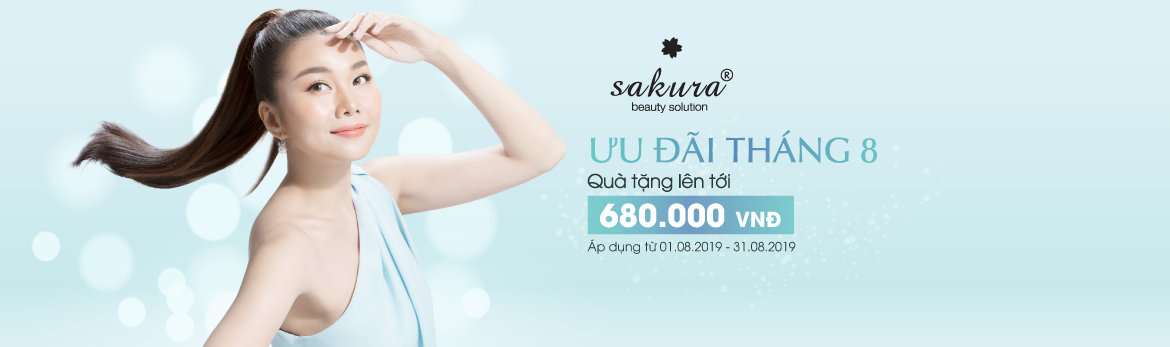 sakura®
beauty solution
ƯU ĐÃI THÁNG 8
Quà tặng lên tới
680.000 VNĐ
Áp dụng từ 01.08.2019 - 31.08.2019